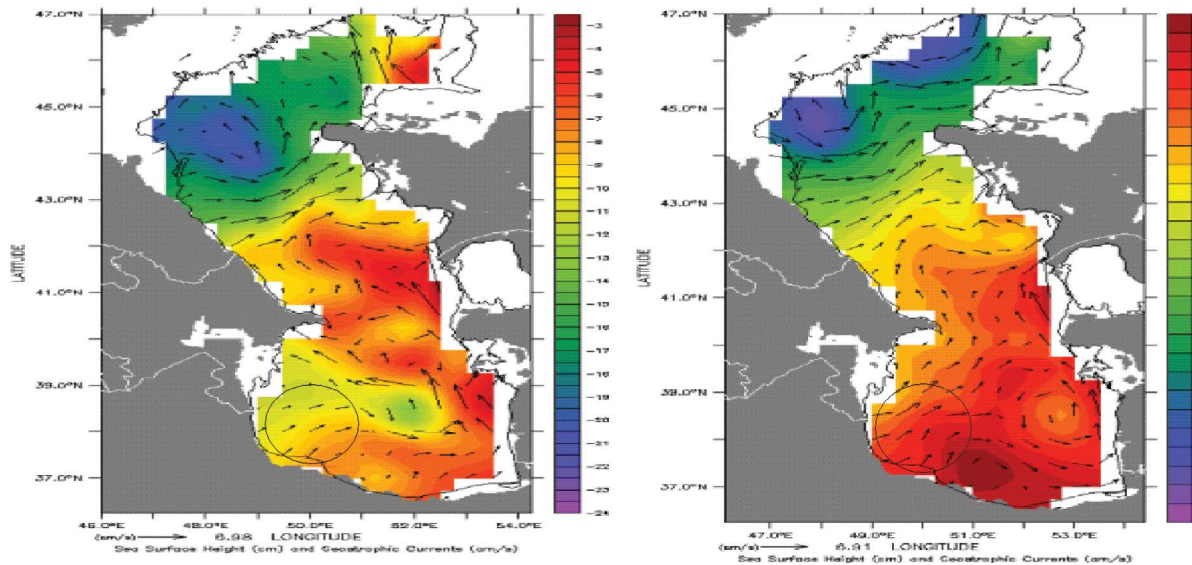 47.0°N
45.0°N
43.0°N
41.0°N
39.0°N
37.0°N
LATITUDE
46.0°E 48.0°E 50.0°E 52.0°E 54.0°E
(cm/s) 6.98 LONGITUDE
Sea Surface Height (cm) and Geostrophic Currents (cm/s)
-3
-4
-5
-6
-7
-8
-9
-10
-11
-12
-13
-14
-15
-16
-17
-18
-19
-20
-21
-22
-23
-24
47.0°N
45.0°N
43.0°N
41.0°N
39.0°N
37.0°N
LATITUDE
47.0°E 49.0°E 51.0°E 53.0°E
(cm/s) 6.91 LONGITUDE
Sea Surface Height (cm) and Geostrophic Currents (cm/s)